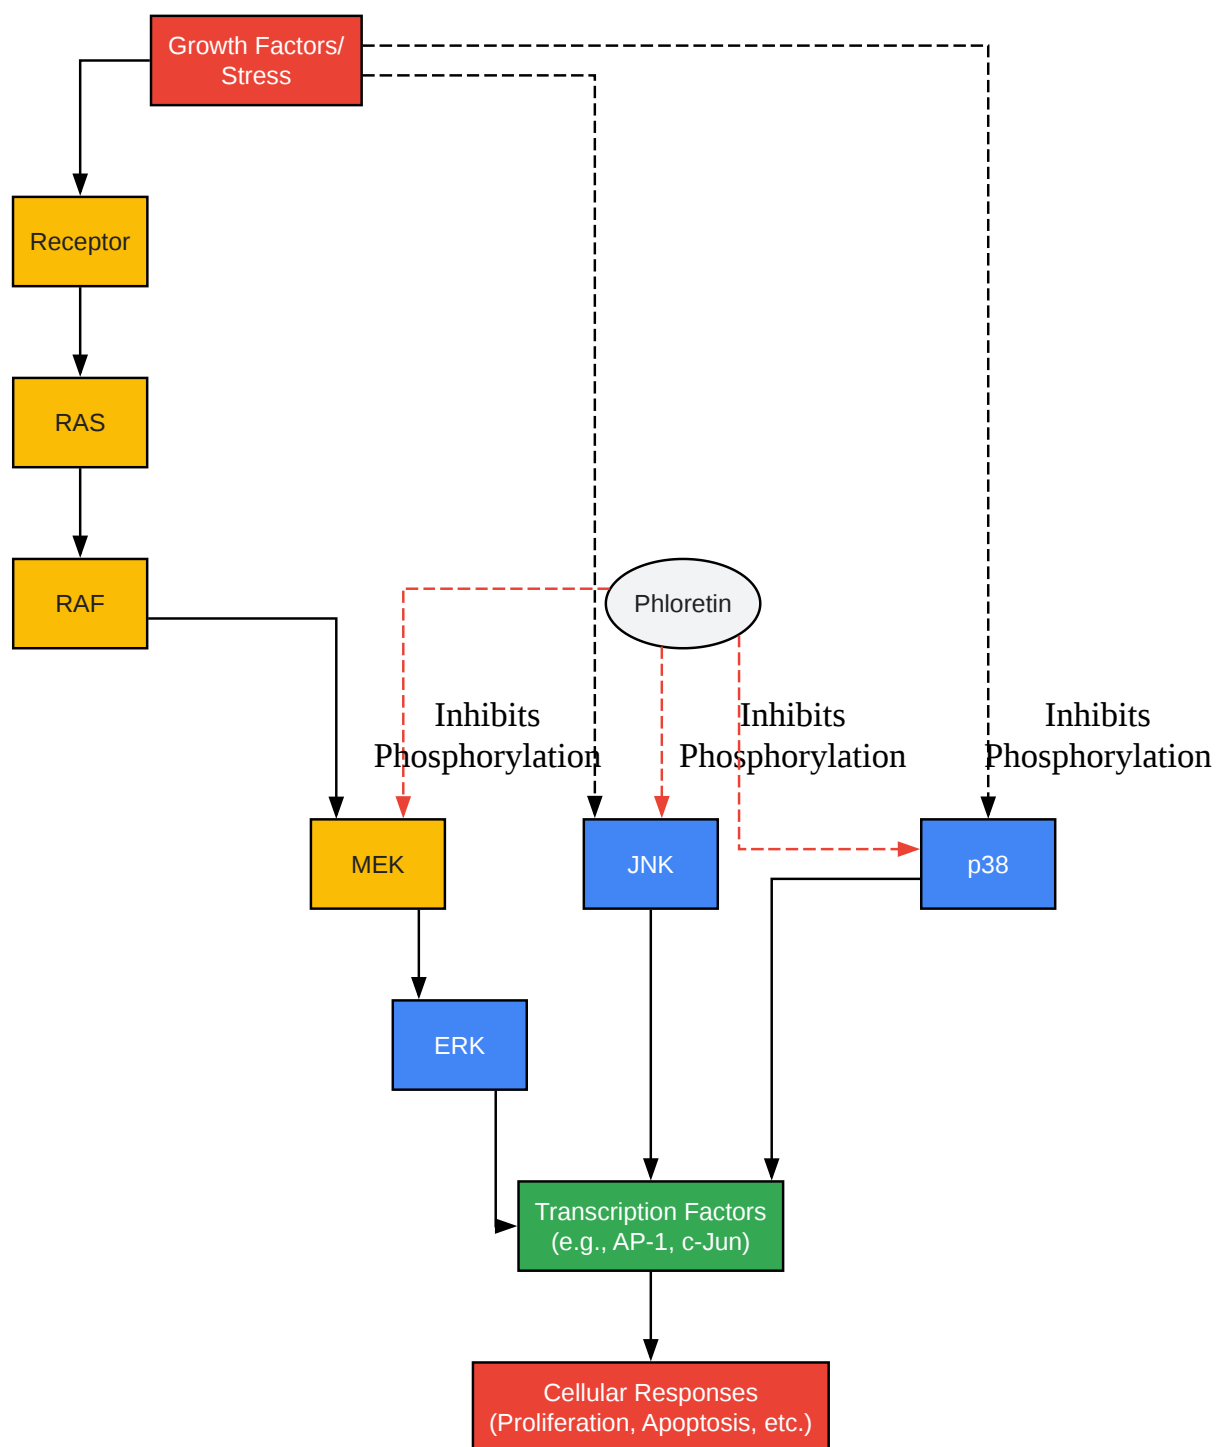 Growth Factors/
Stress
Receptor
RAS
RAF
Phloretin
Inhibits
Phosphorylation
Inhibits
Phosphorylation
Inhibits
Phosphorylation
MEK
JNK
p38
ERK
Transcription Factors
(e.g., AP-1, c-Jun)
Cellular Responses
(Proliferation, Apoptosis, etc.)